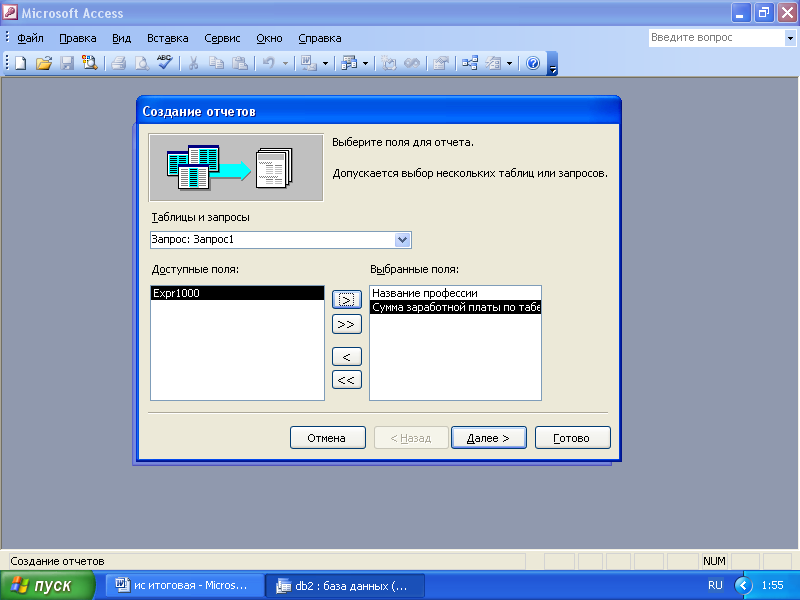 Microsoft Access
Файл Правка Вид Вставка Сервис Окно Справка
Введите вопрос
ABC
Создание отчетов
Выберите поля для отчета.
Допускается выбор нескольких таблиц или запросов.
Таблицы и запросы
Запрос: Запрос1
Доступные поля:
Выбранные поля:
Expr1000
Название профессии
Сумма заработной платы по табе
>
>>
<
<<
Отмена
< Назад
Далее >
Готово
Создание отчетов
NUM
пуск
ис итоговая - Micros...
db2 : база данных (...
RU
1:55